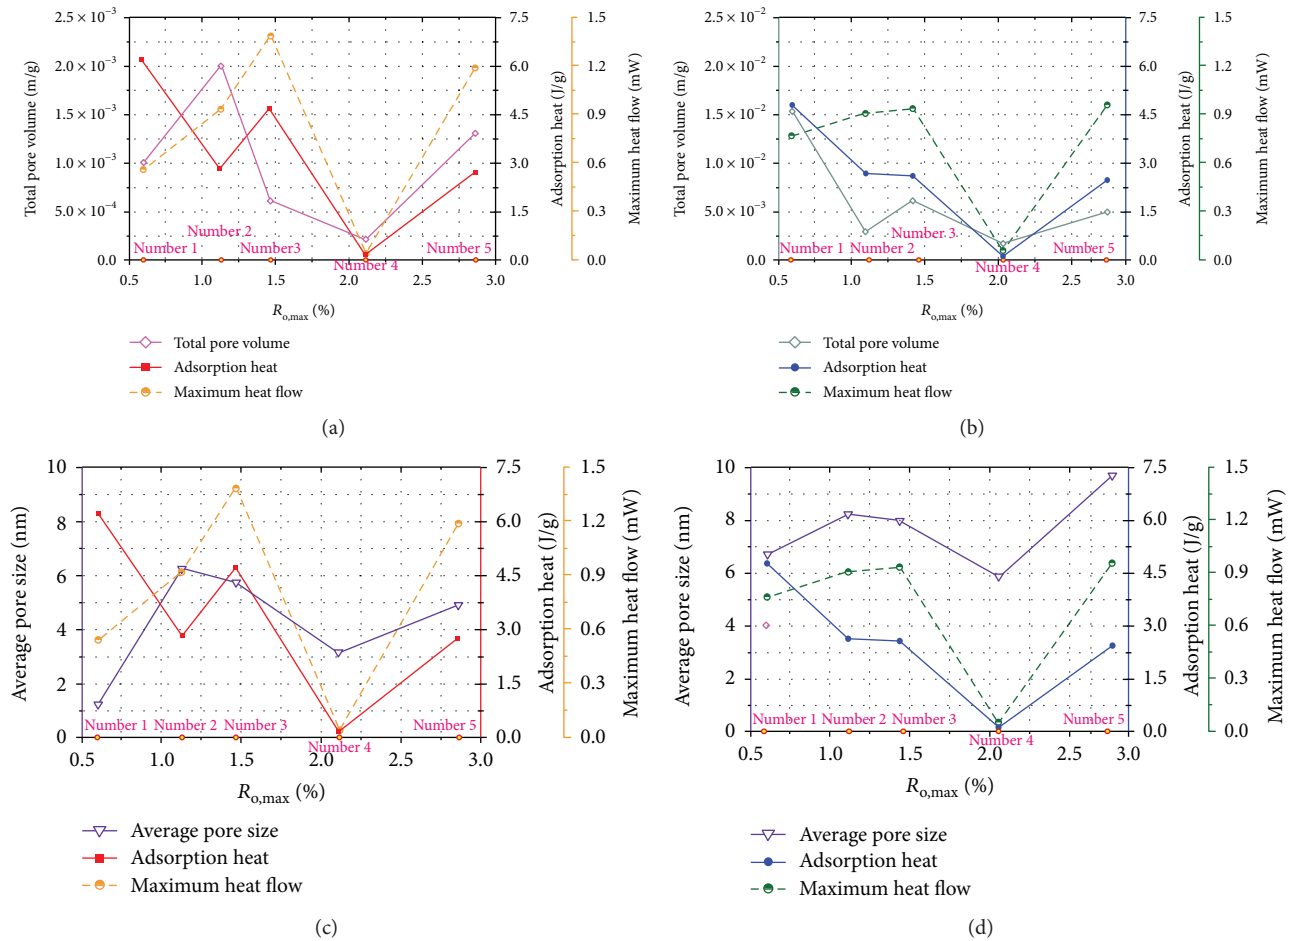 2.5 × 10⁻³
2.0 × 10⁻³
1.5 × 10⁻³
1.0 × 10⁻³
5.0 × 10⁻⁴
0.0
Total pore volume (m/g)
0.5 1.0 1.5 2.0 2.5 3.0
R₀,max (%)
Number 1
Number 2
Number3
Number 4
Number 5
7.5
6.0
4.5
3.0
1.5
0.0
Adsorption heat (J/g)
1.5
1.2
0.9
0.6
0.3
0.0
Maximum heat flow (mW)
Total pore volume
Adsorption heat
Maximum heat flow
(a)
2.5 × 10⁻²
2.0 × 10⁻²
1.5 × 10⁻²
1.0 × 10⁻²
5.0 × 10⁻³
0.0
Total pore volume (m/g)
0.5 1.0 1.5 2.0 2.5 3.0
R₀,max (%)
Number 1
Number 2
Number 3
Number 4
Number 5
7.5
6.0
4.5
3.0
1.5
0.0
Adsorption heat (J/g)
1.5
1.2
0.9
0.6
0.3
0.0
Maximum heat flow (mW)
Total pore volume
Adsorption heat
Maximum heat flow
(b)
10
8
6
4
2
0
Average pore size (nm)
0.5 1.0 1.5 2.0 2.5 3.0
R₀,max (%)
Number 1
Number 2
Number 3
Number 4
Number 5
7.5
6.0
4.5
3.0
1.5
0.0
Adsorption heat (J/g)
1.5
1.2
0.9
0.6
0.3
0.0
Maximum heat flow (mW)
Average pore size
Adsorption heat
Maximum heat flow
(c)
10
8
6
4
2
0
Average pore size (nm)
0.5 1.0 1.5 2.0 2.5 3.0
R₀,max (%)
Number 1
Number 2
Number 3
Number 4
Number 5
7.5
6.0
4.5
3.0
1.5
0.0
Adsorption heat (J/g)
1.5
1.2
0.9
0.6
0.3
0.0
Maximum heat flow (mW)
Average pore size
Adsorption heat
Maximum heat flow
(d)